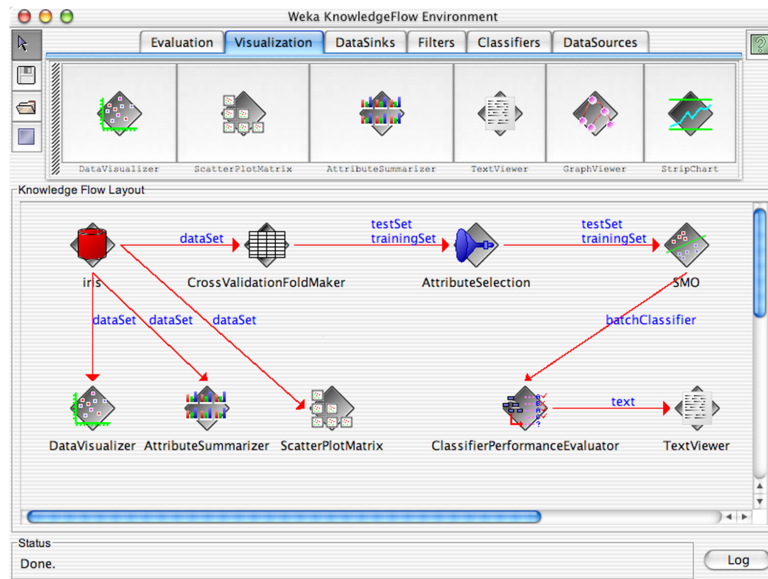 Weka KnowledgeFlow Environment
Evaluation Visualization DataSinks Filters Classifiers DataSources
DataVisualizer ScatterPlotMatrix AttributeSummarizer TextViewer GraphViewer StripChart
Knowledge Flow Layout
testSet testSet
dataSet trainingSet trainingSet
iris CrossValidationFoldMaker AttributeSelection SMO
dataSet dataSet dataSet batchClassifier
text
DataVisualizer AttributeSummarizer ScatterPlotMatrix ClassifierPerformanceEvaluator TextViewer
Status
Done.
Log